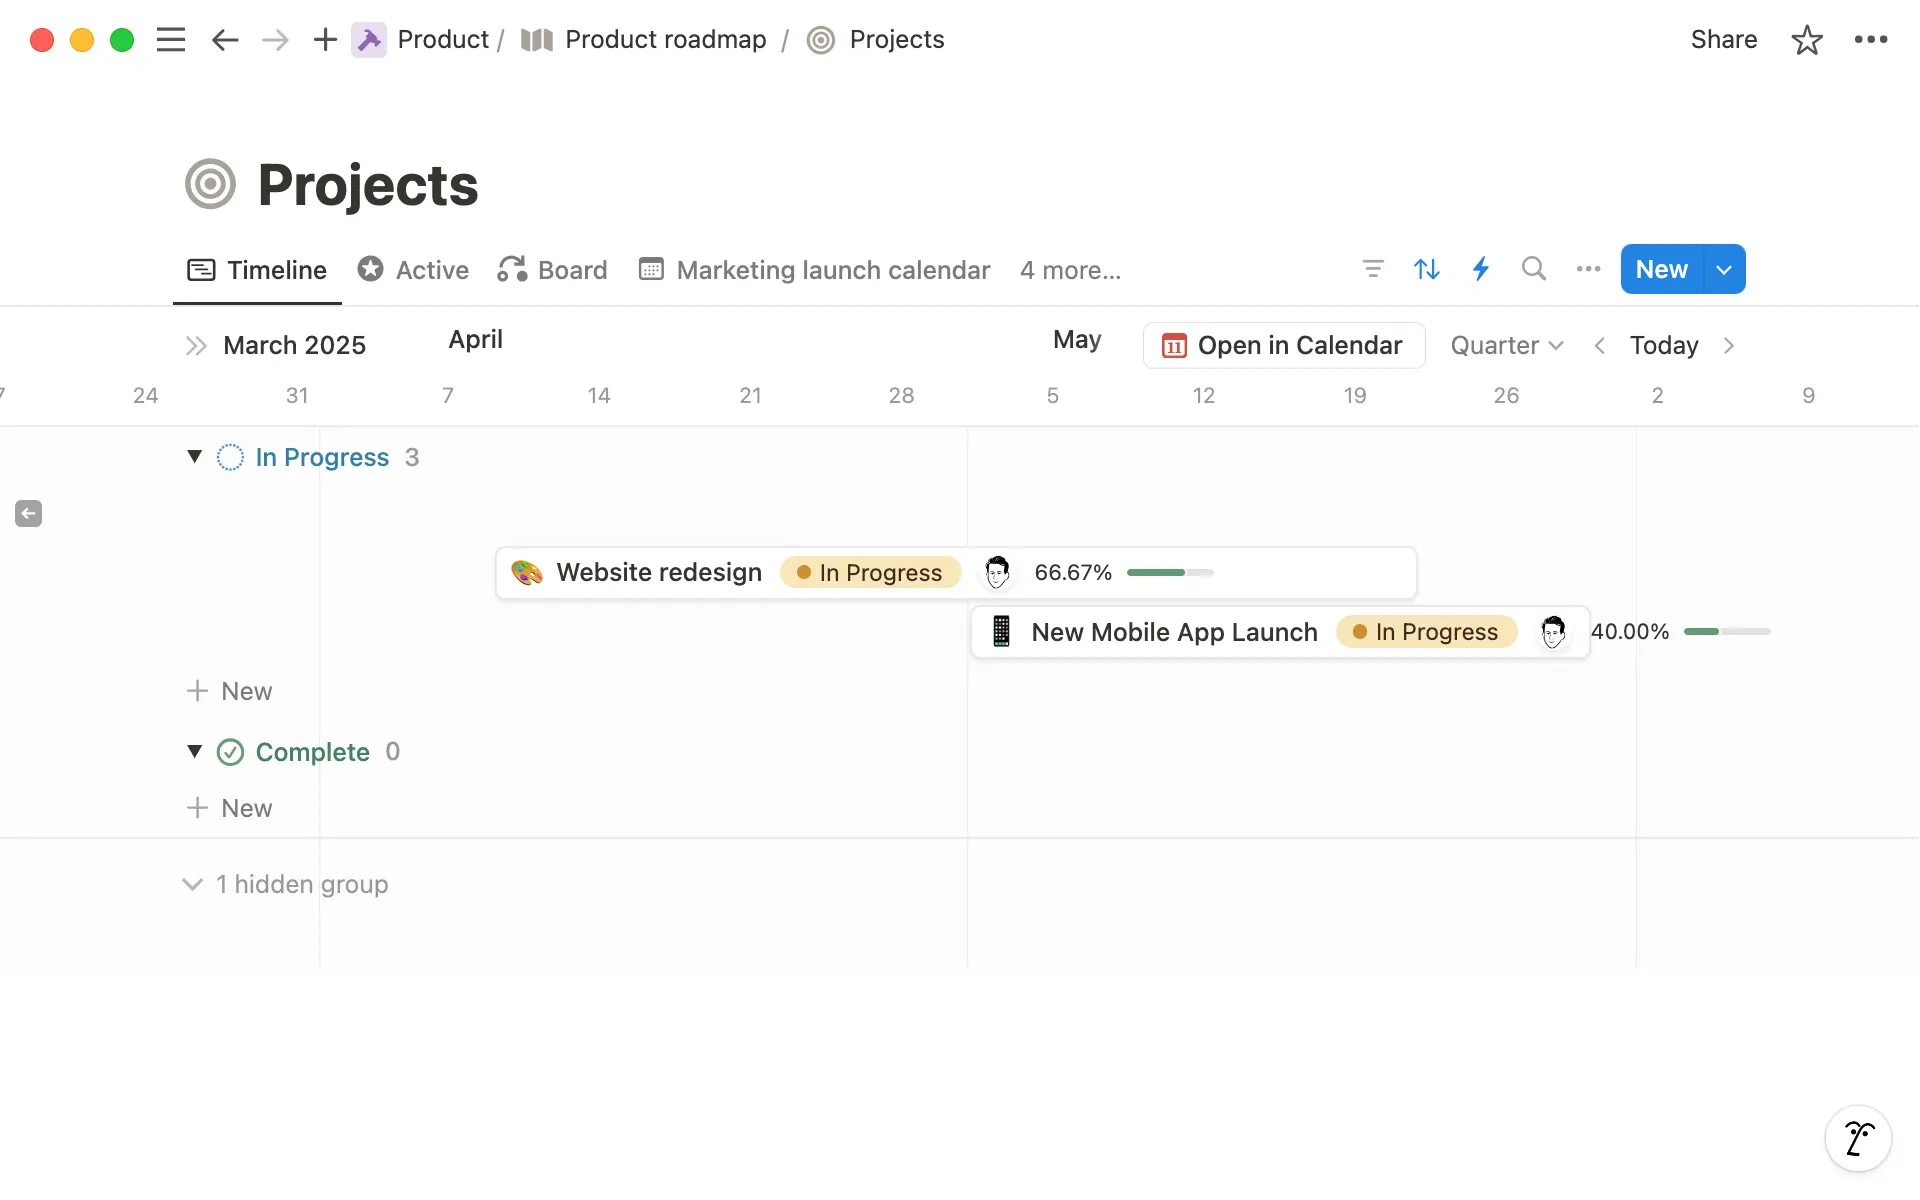 Product / Product roadmap / Projects
Share
Projects
Timeline Active Board Marketing launch calendar 4 more... New
March 2025 April May 11 Open in Calendar Quarter Today
7 24 31 7 14 21 28 5 12 19 26 2 9
In Progress 3
Website redesign In Progress 66.67%
New Mobile App Launch In Progress 40.00%
New
Complete 0
New
1 hidden group